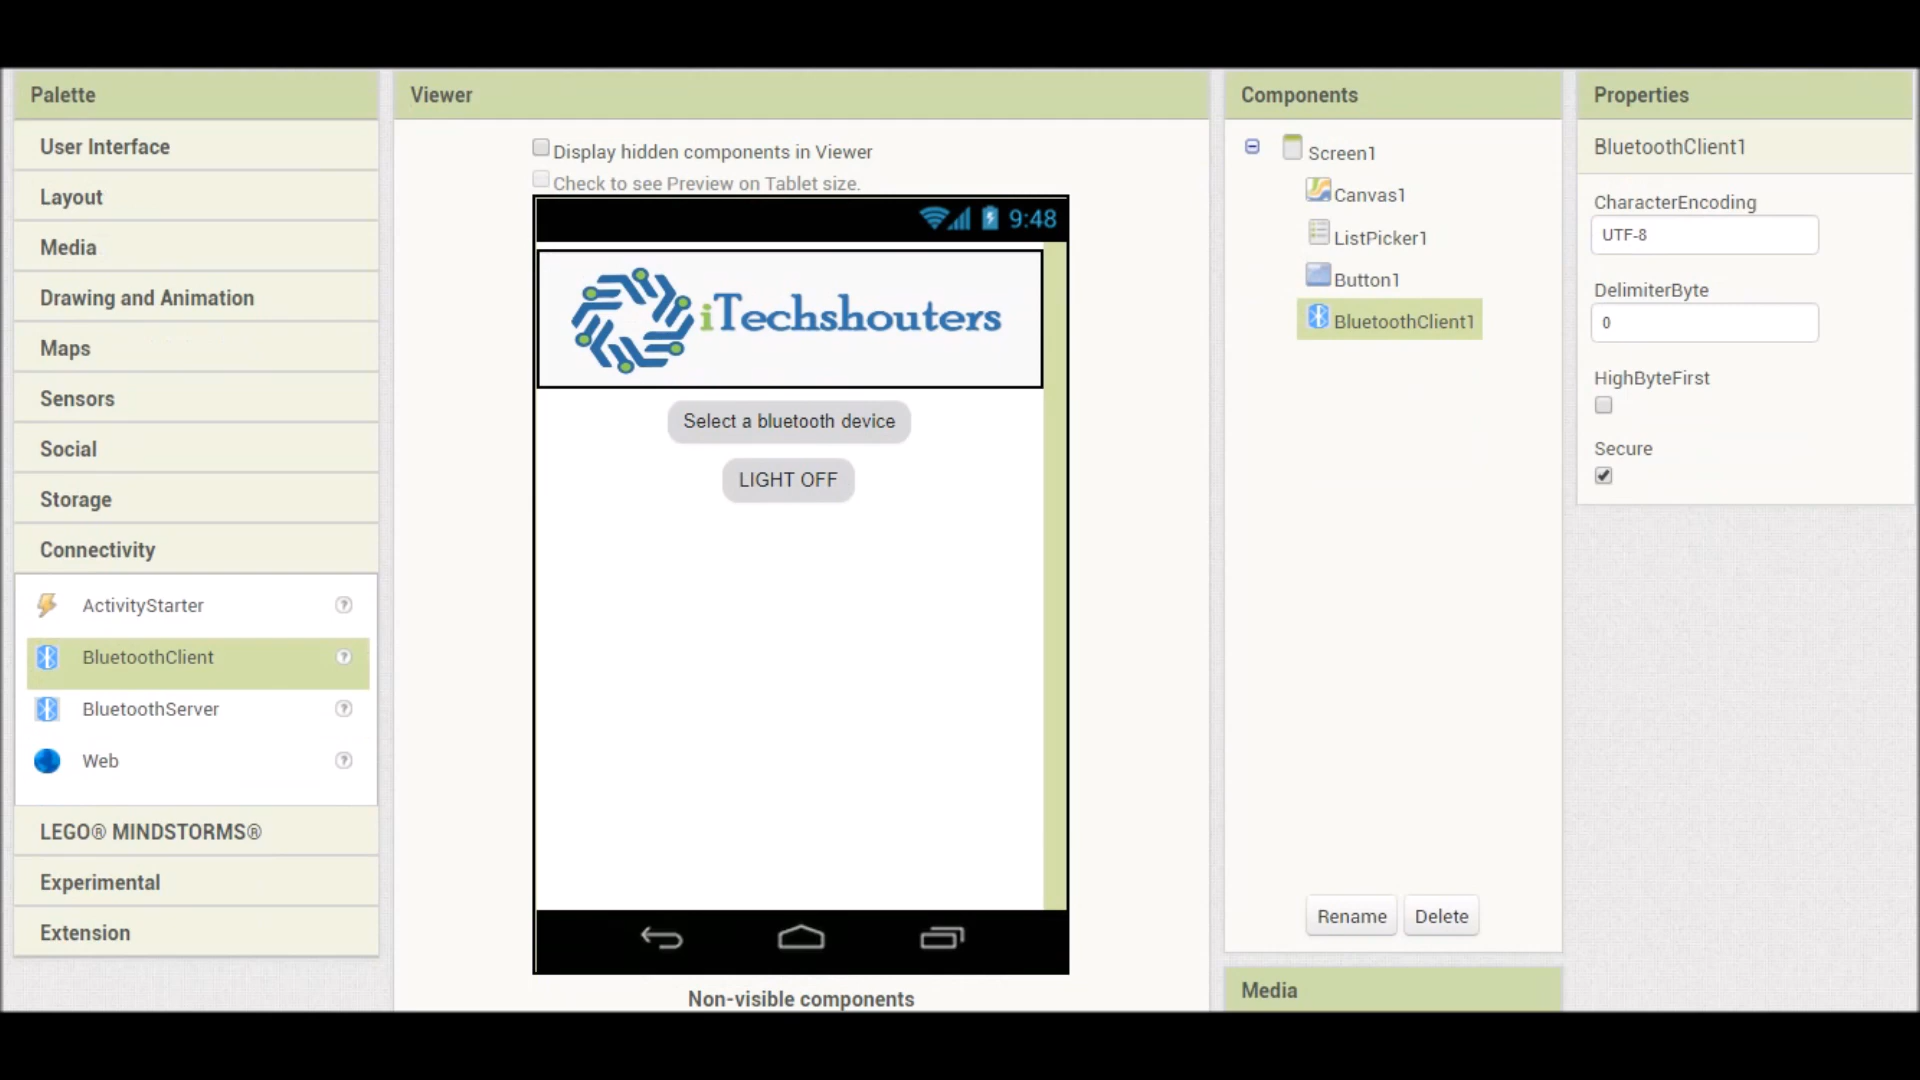 Palette
User Interface
Layout
Media
Drawing and Animation
Maps
Sensors
Social
Storage
Connectivity
ActivityStarter ?
BluetoothClient ?
BluetoothServer ?
Web ?
LEGO® MINDSTORMS®
Experimental
Extension
Viewer
Display hidden components in Viewer
Check to see Preview on Tablet size.
9:48
iTechshouters
Select a bluetooth device
LIGHT OFF
Non-visible components
Components
Screen1
Canvas1
ListPicker1
Button1
BluetoothClient1
Rename Delete
Media
Properties
BluetoothClient1
CharacterEncoding
UTF-8
DelimiterByte
0
HighByteFirst
Secure